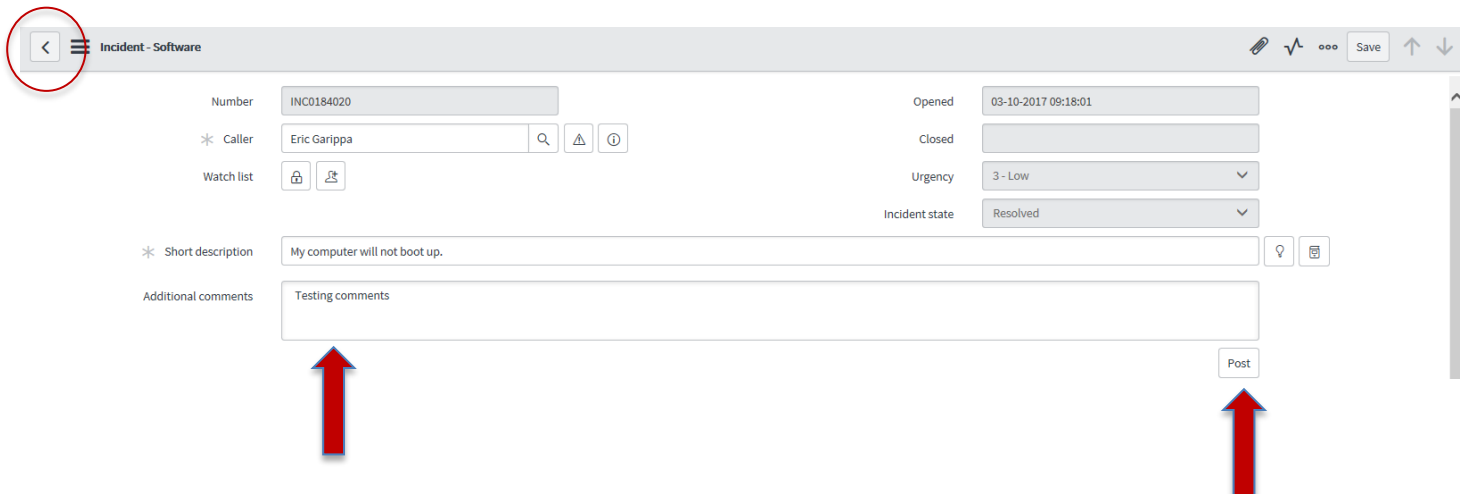 Incident - Software
Save
Number INC0184020 Opened 03-10-2017 09:18:01
Caller Eric Garippa Closed
Watch list Urgency 3 - Low
Incident state Resolved
Short description My computer will not boot up.
Additional comments Testing comments
Post